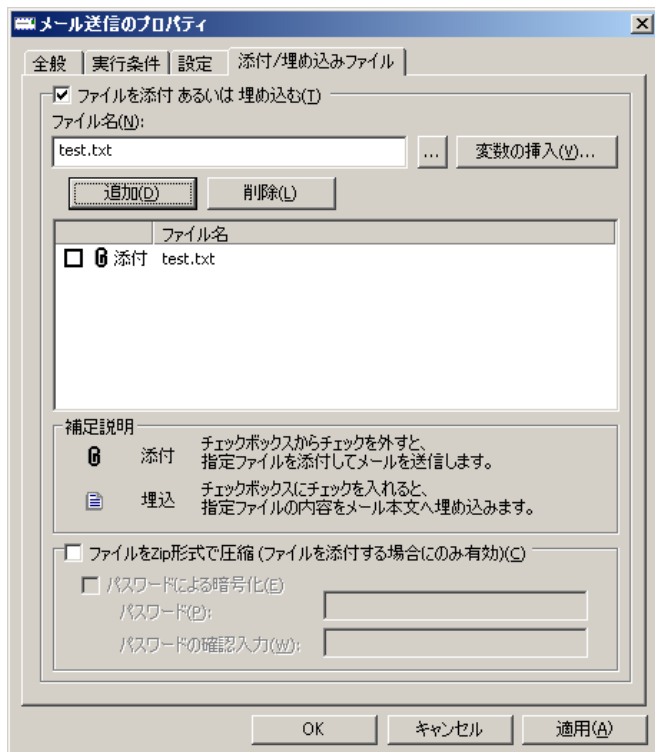 メール送信のプロパティ
全般 実行条件 設定 添付/埋め込みファイル
ファイルを添付 あるいは 埋め込む(T)
ファイル名(N):
test.txt ... 変数の挿入(V)...
追加(D) 削除(L)
ファイル名
添付 test.txt
補足説明
添付 チェックボックスからチェックを外すと、
指定ファイルを添付してメールを送信します。
埋込 チェックボックスにチェックを入れると、
指定ファイルの内容をメール本文へ埋め込みます。
ファイルをZip形式で圧縮(ファイルを添付する場合にのみ有効)(C)
パスワードによる暗号化(E)
パスワード(P):
パスワードの確認入力(W):
OK キャンセル 適用(A)